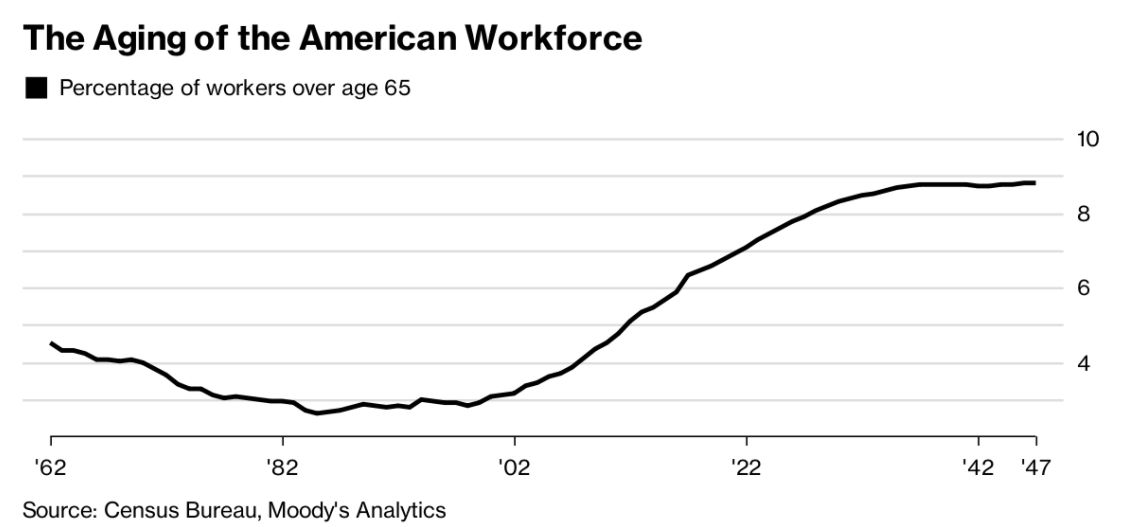 The Aging of the American Workforce
Percentage of workers over age 65
10
8
6
4
'62 '82 '02 '22 '42 '47
Source: Census Bureau, Moody's Analytics